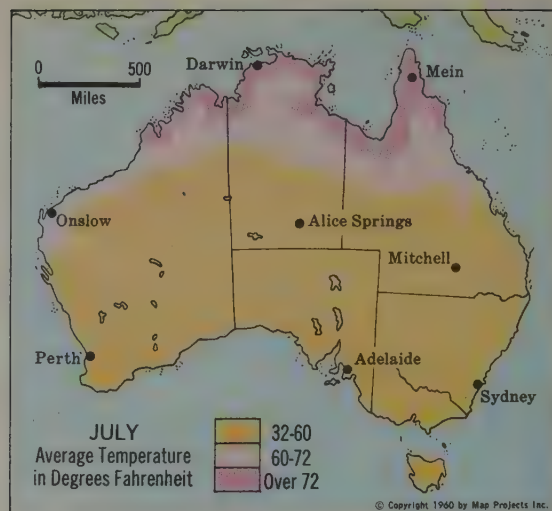 Darwin
Mein
0 500
Miles
Onslow
Alice Springs
Mitchell
Perth
Adelaide
Sydney
JULY
Average Temperature
in Degrees Fahrenheit
32-60
60-72
Over 72
© Copyright 1960 by Map Projects Inc.